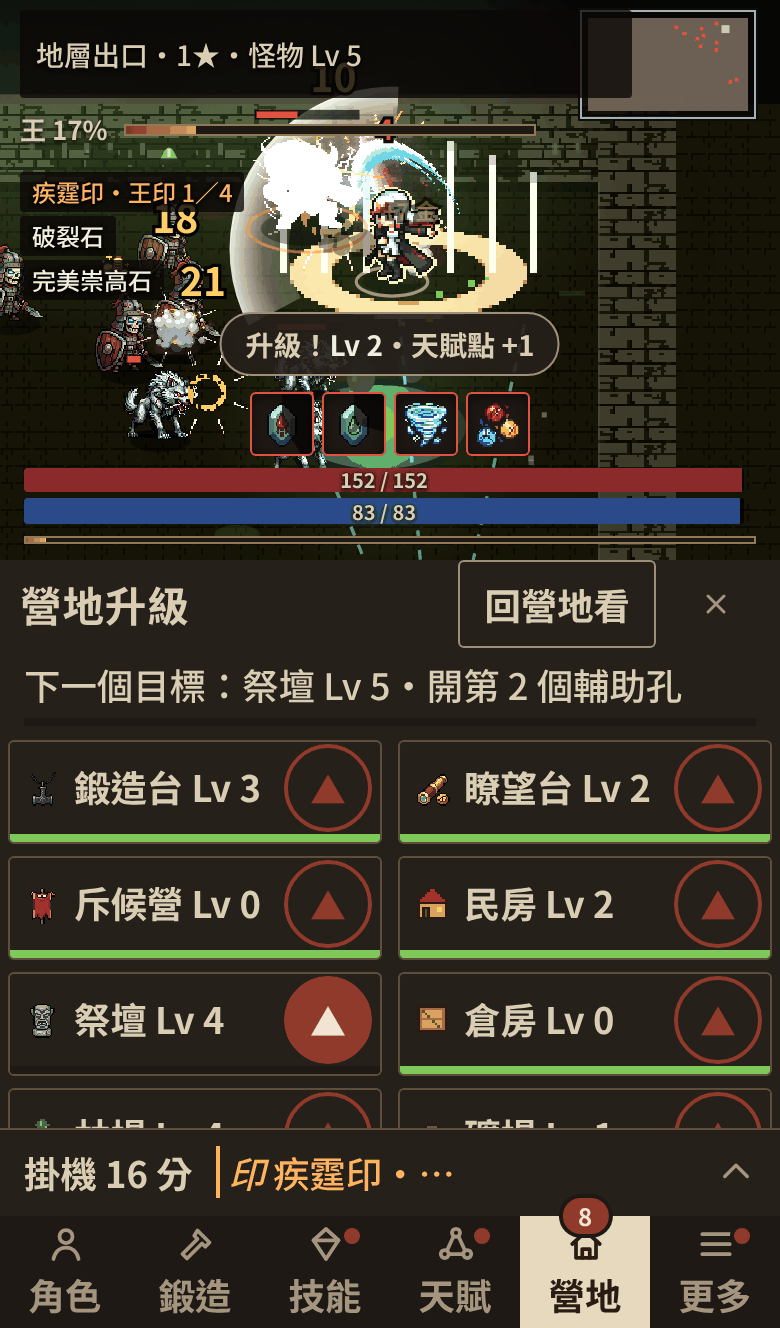 地層出口・1★・怪物 Lv 5
10
王 17%
4
疾霆印・王印 1／4
18
破裂石
完美崇高石
21
升級！Lv 2・天賦點 +1
152 / 152
83 / 83
營地升級
回營地看
×
下一個目標：祭壇 Lv 5・開第 2 個輔助孔
鍛造台 Lv 3
瞭望台 Lv 2
斥候營 Lv 0
民房 Lv 2
祭壇 Lv 4
倉房 Lv 0
掛機 16 分
印 疾霆印・…
8
角色
鍛造
技能
天賦
營地
更多